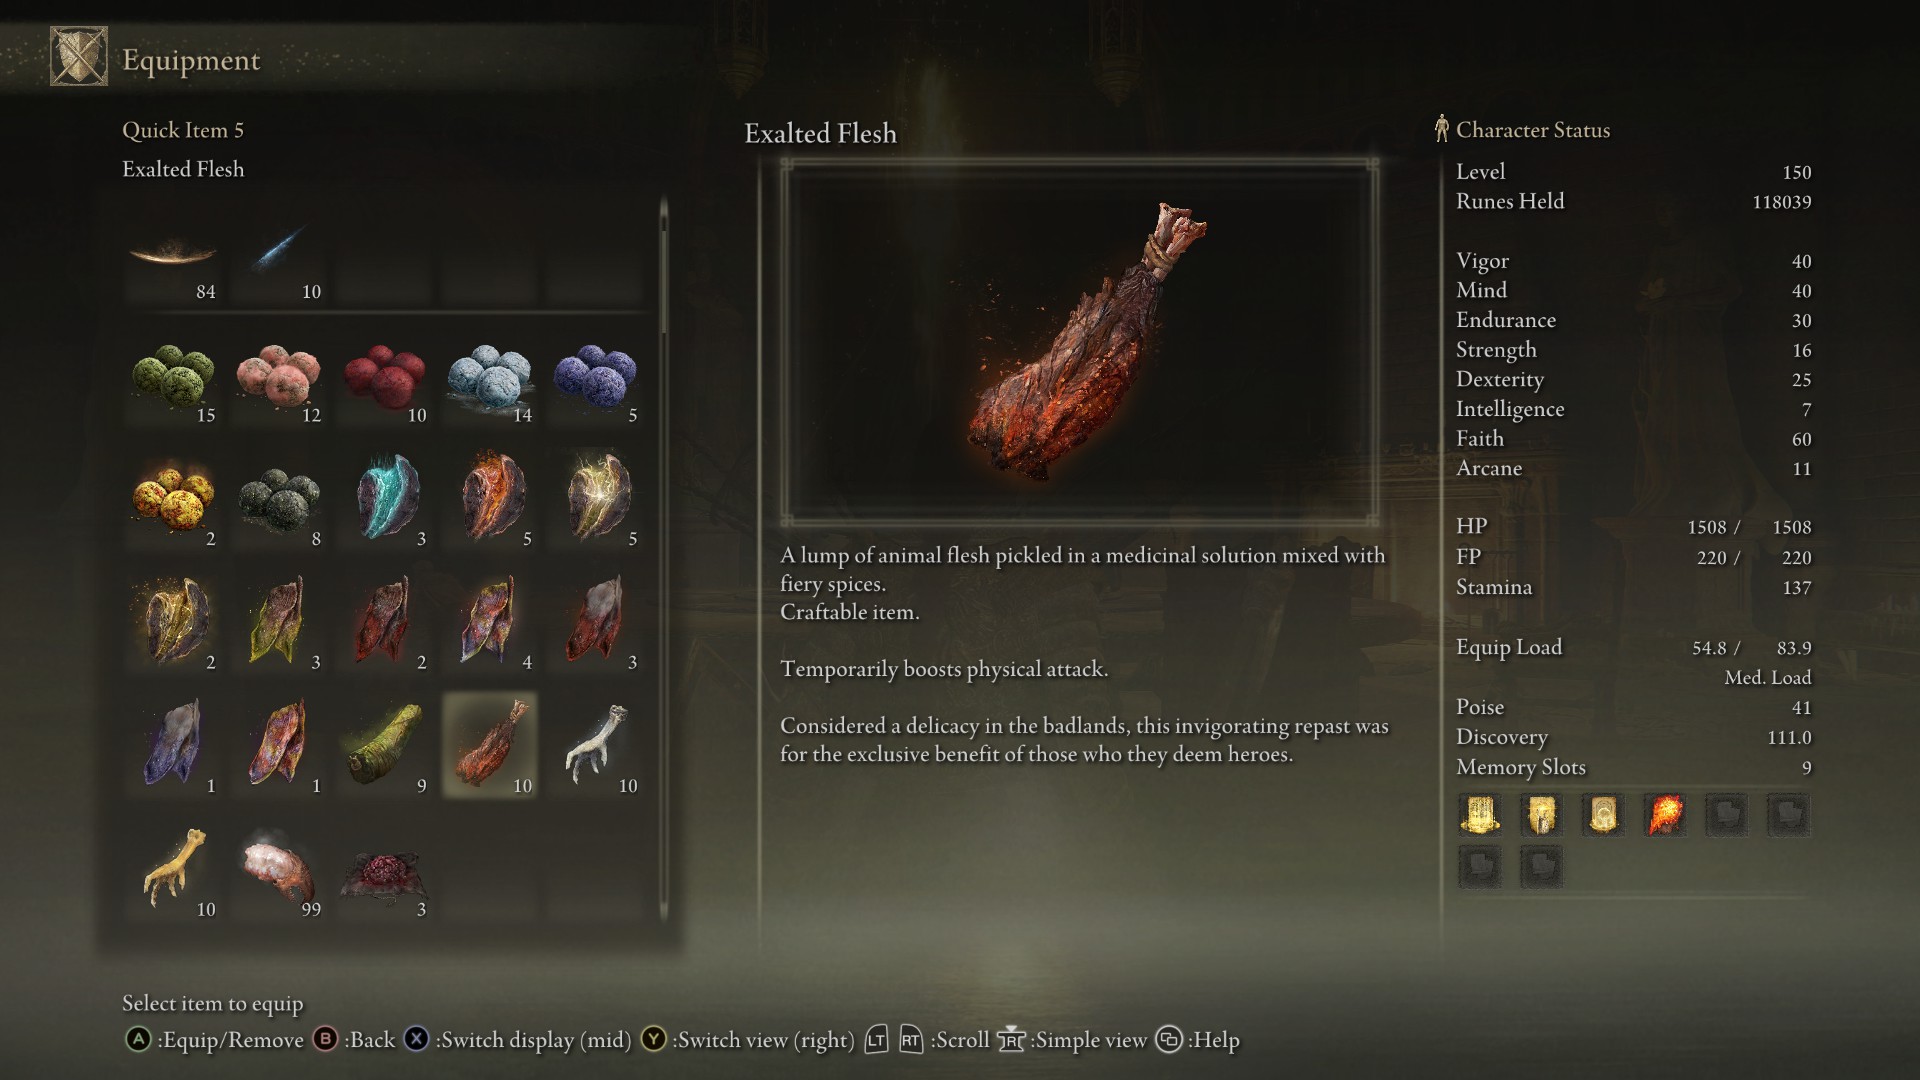 Equipment
Quick Item 5
Exalted Flesh
84 10
15 12 10 14 5
2 8 3 5 5
2 3 2 4 3
1 1 9 10 10
10 99 3
Exalted Flesh
A lump of animal flesh pickled in a medicinal solution mixed with
fiery spices.
Craftable item.
Temporarily boosts physical attack.
Considered a delicacy in the badlands, this invigorating repast was
for the exclusive benefit of those who they deem heroes.
Character Status
Level 150
Runes Held 118039
Vigor 40
Mind 40
Endurance 30
Strength 16
Dexterity 25
Intelligence 7
Faith 60
Arcane 11
HP 1508 / 1508
FP 220 / 220
Stamina 137
Equip Load 54.8 / 83.9
Med. Load
Poise 41
Discovery 111.0
Memory Slots 9
Select item to equip
A :Equip/Remove B :Back X :Switch display (mid) Y :Switch view (right) LT RT :Scroll R :Simple view :Help